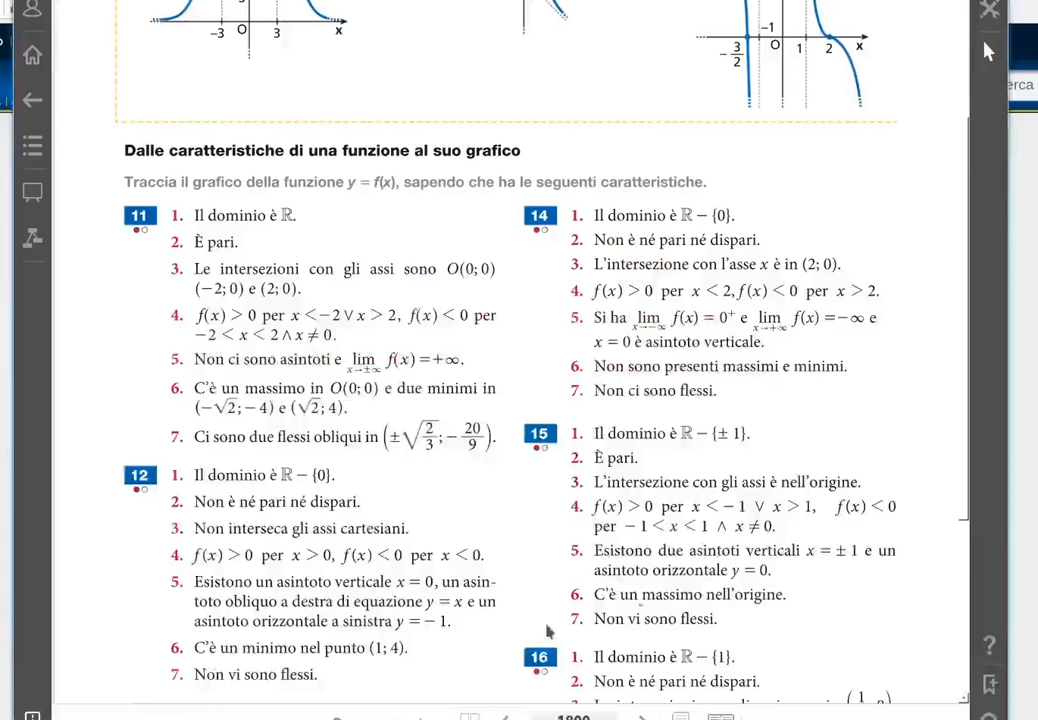 -3 O 3 x
-1
-3/2 O 1 2 x
erca
Dalle caratteristiche di una funzione al suo grafico
Traccia il grafico della funzione y = f(x), sapendo che ha le seguenti caratteristiche.
11 1. Il dominio è ℝ.
2. È pari.
3. Le intersezioni con gli assi sono O(0; 0)
(−2; 0) e (2; 0).
4. f(x) > 0 per x < −2 ∨ x > 2, f(x) < 0 per
−2 < x < 2 ∧ x ≠ 0.
5. Non ci sono asintoti e lim x→±∞ f(x) = +∞.
6. C'è un massimo in O(0; 0) e due minimi in
(−√2; −4) e (√2; 4).
7. Ci sono due flessi obliqui in (±√(2/3); −20/9).
12 1. Il dominio è ℝ − {0}.
2. Non è né pari né dispari.
3. Non interseca gli assi cartesiani.
4. f(x) > 0 per x > 0, f(x) < 0 per x < 0.
5. Esistono un asintoto verticale x = 0, un asin-
toto obliquo a destra di equazione y = x e un
asintoto orizzontale a sinistra y = −1.
6. C'è un minimo nel punto (1; 4).
7. Non vi sono flessi.
14 1. Il dominio è ℝ − {0}.
2. Non è né pari né dispari.
3. L'intersezione con l'asse x è in (2; 0).
4. f(x) > 0 per x < 2, f(x) < 0 per x > 2.
5. Si ha lim x→−∞ f(x) = 0⁺ e lim x→+∞ f(x) = −∞ e
x = 0 è asintoto verticale.
6. Non sono presenti massimi e minimi.
7. Non ci sono flessi.
15 1. Il dominio è ℝ − {± 1}.
2. È pari.
3. L'intersezione con gli assi è nell'origine.
4. f(x) > 0 per x < −1 ∨ x > 1, f(x) < 0
per −1 < x < 1 ∧ x ≠ 0.
5. Esistono due asintoti verticali x = ± 1 e un
asintoto orizzontale y = 0.
6. C'è un massimo nell'origine.
7. Non vi sono flessi.
16 1. Il dominio è ℝ − {1}.
2. Non è né pari né dispari.